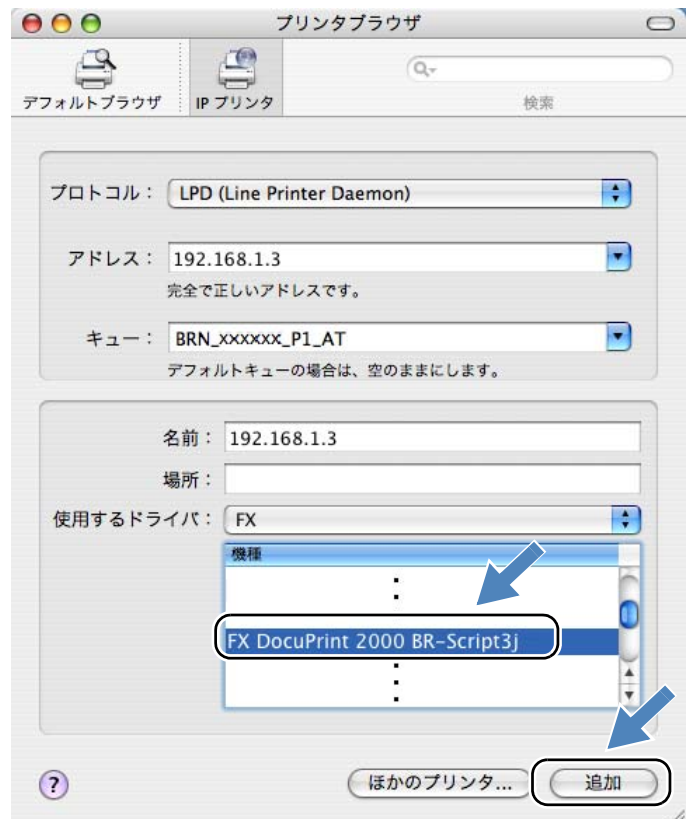 プリンタブラウザ
デフォルトブラウザ
IP プリンタ
検索
プロトコル： LPD (Line Printer Daemon)
アドレス： 192.168.1.3
完全で正しいアドレスです。
キュー： BRN_xxxxxx_P1_AT
デフォルトキューの場合は、空のままにします。
名前： 192.168.1.3
場所：
使用するドライバ： FX
機種
FX DocuPrint 2000 BR-Script3j
?
ほかのプリンタ...
追加